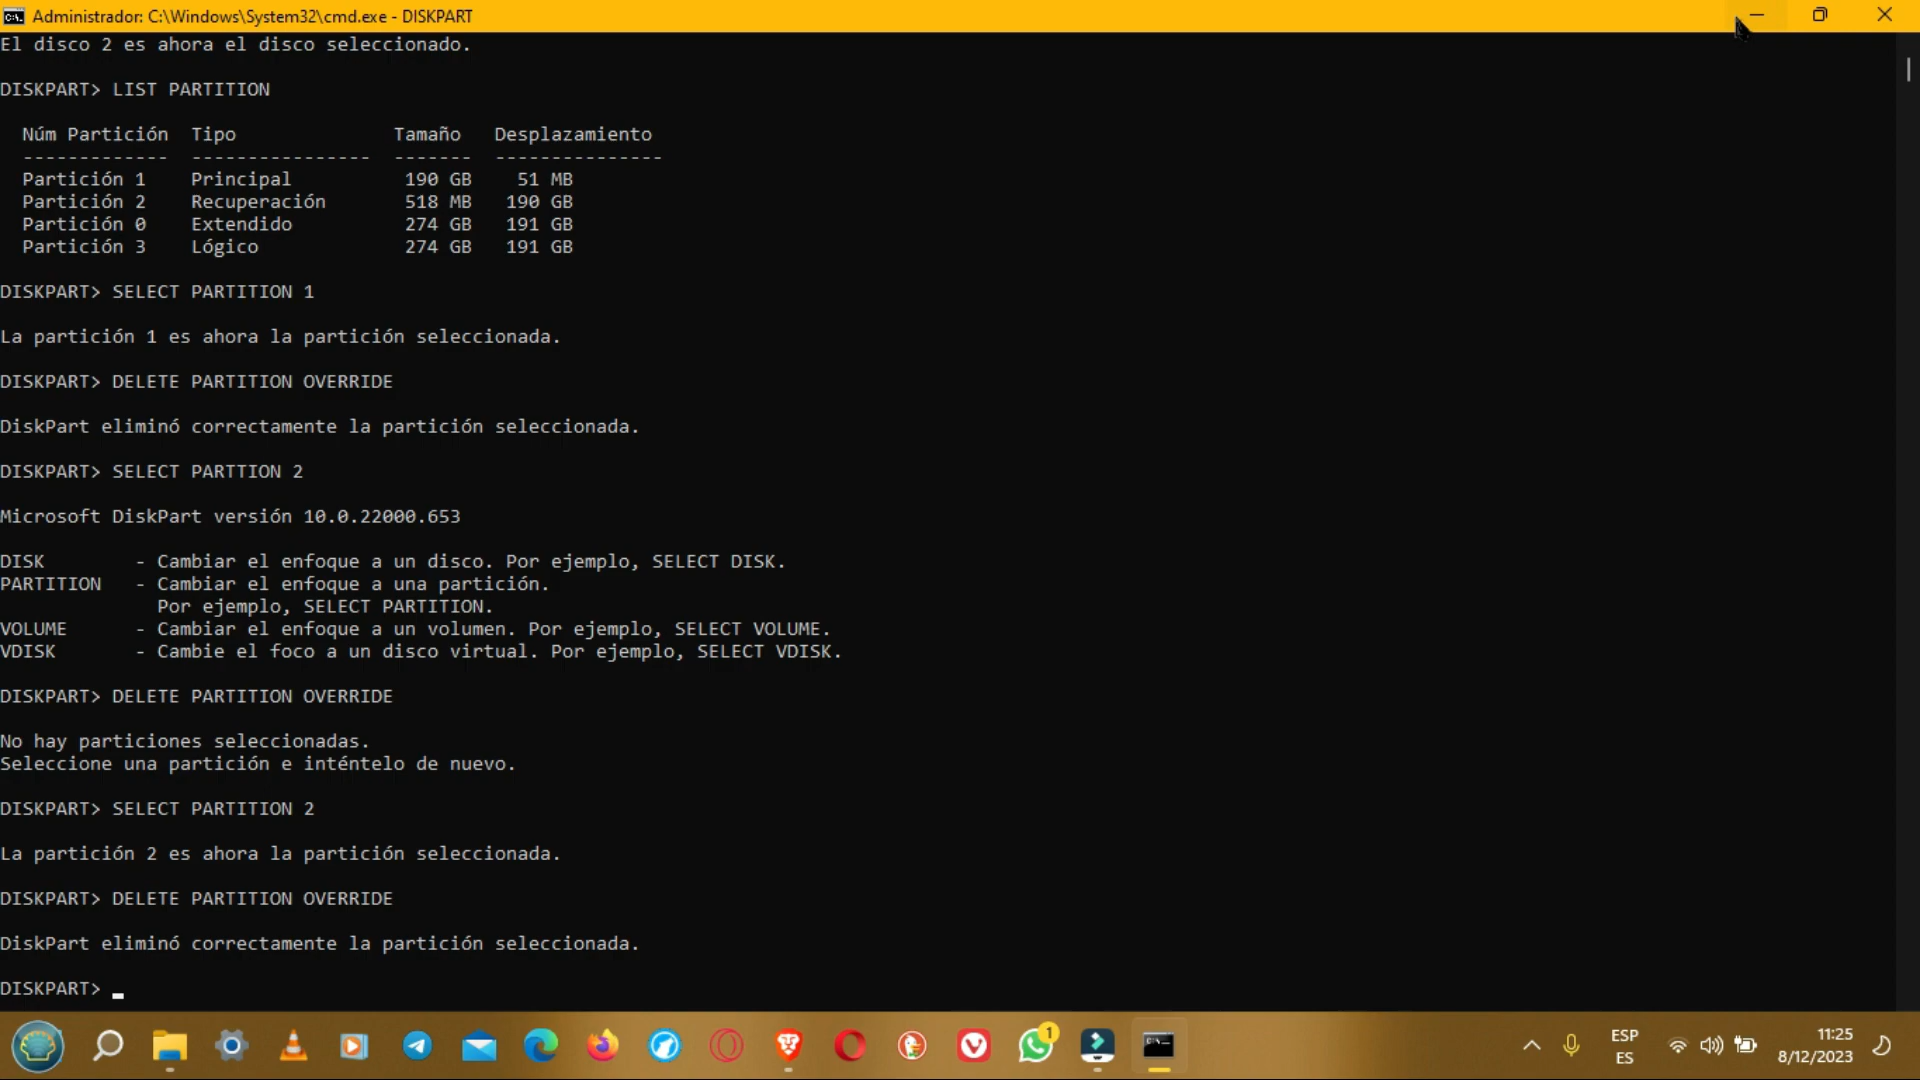 Administrador: C:\Windows\System32\cmd.exe - DISKPART
El disco 2 es ahora el disco seleccionado.
DISKPART> LIST PARTITION
Núm Partición  Tipo              Tamaño   Desplazamiento
-------------  ----------------  -------  ---------------
Partición 1    Principal          190 GB    51 MB
Partición 2    Recuperación       518 MB   190 GB
Partición 0    Extendido          274 GB   191 GB
Partición 3    Lógico             274 GB   191 GB
DISKPART> SELECT PARTITION 1
La partición 1 es ahora la partición seleccionada.
DISKPART> DELETE PARTITION OVERRIDE
DiskPart eliminó correctamente la partición seleccionada.
DISKPART> SELECT PARTTION 2
Microsoft DiskPart versión 10.0.22000.653
DISK        - Cambiar el enfoque a un disco. Por ejemplo, SELECT DISK.
PARTITION   - Cambiar el enfoque a una partición.
Por ejemplo, SELECT PARTITION.
VOLUME      - Cambiar el enfoque a un volumen. Por ejemplo, SELECT VOLUME.
VDISK       - Cambie el foco a un disco virtual. Por ejemplo, SELECT VDISK.
DISKPART> DELETE PARTITION OVERRIDE
No hay particiones seleccionadas.
Seleccione una partición e inténtelo de nuevo.
DISKPART> SELECT PARTITION 2
La partición 2 es ahora la partición seleccionada.
DISKPART> DELETE PARTITION OVERRIDE
DiskPart eliminó correctamente la partición seleccionada.
DISKPART>
1
ESP
ES
11:25
8/12/2023